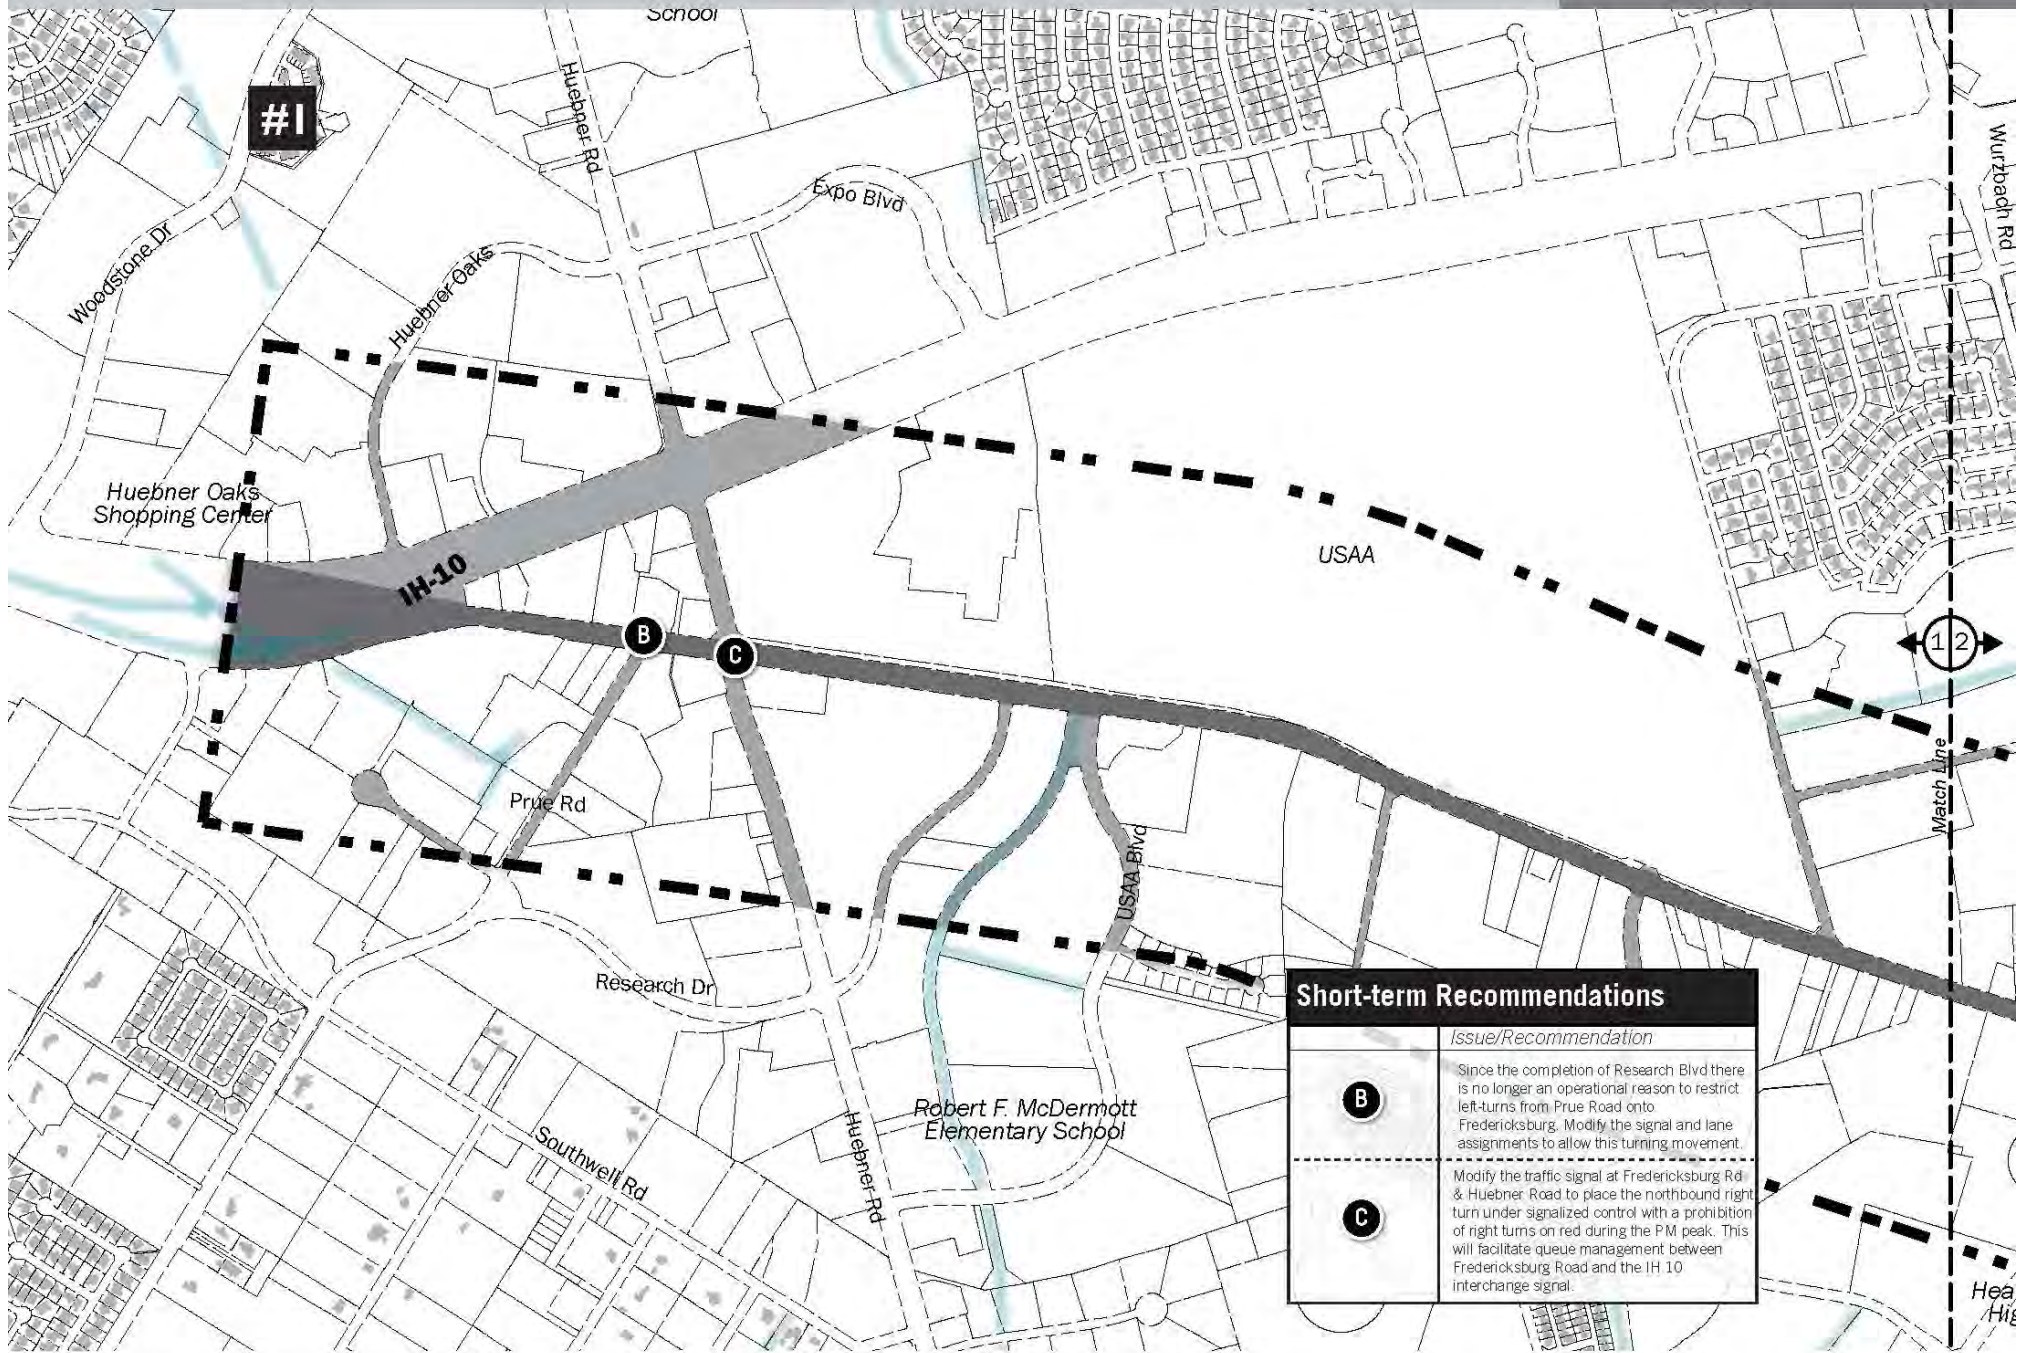 School
#I
Huebner Rd
Wurzbach Rd
Expo Blvd
Woodstone Dr
Huebner Oaks
Huebner Oaks
Shopping Center
USAA
IH-10
B
C
1 2
Match Line
Prue Rd
USAA Blvd
Research Dr
Robert F. McDermott
Elementary School
Southwell Rd
Huebner Rd
Short-term Recommendations
Issue/Recommendation
B
Since the completion of Research Blvd there
is no longer an operational reason to restrict
left-turns from Prue Road onto
Fredericksburg. Modify the signal and lane
assignments to allow this turning movement.
C
Modify the traffic signal at Fredericksburg Rd
& Huebner Road to place the northbound right
turn under signalized control with a prohibition
of right turns on red during the PM peak. This
will facilitate queue management between
Fredericksburg Road and the IH 10
interchange signal.
Hea